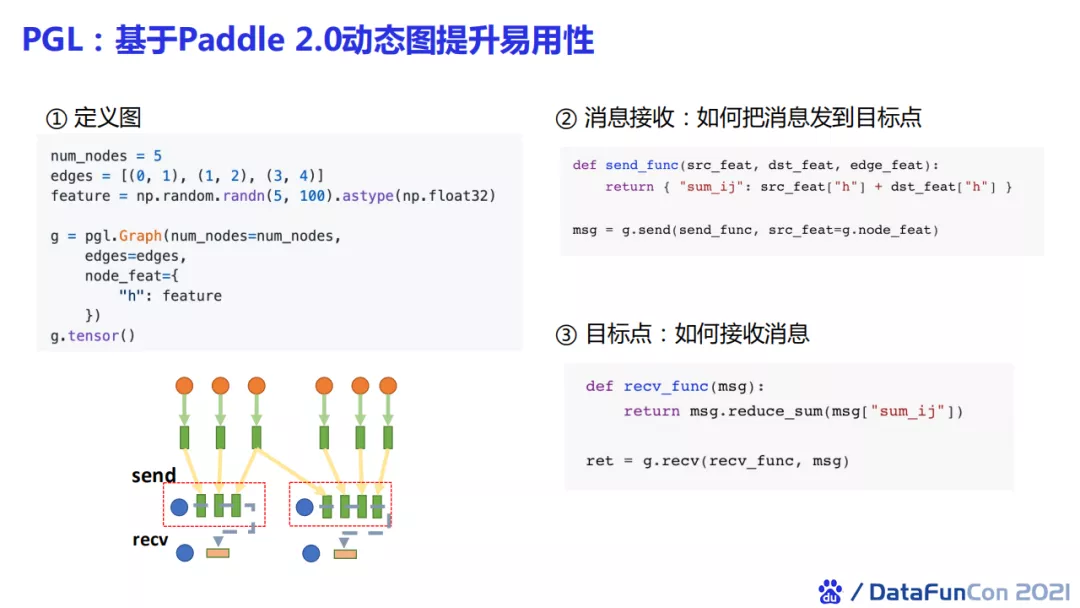 PGL：基于Paddle 2.0动态图提升易用性
① 定义图
num_nodes = 5
edges = [(0, 1), (1, 2), (3, 4)]
feature = np.random.randn(5, 100).astype(np.float32)
g = pgl.Graph(num_nodes=num_nodes,
edges=edges,
node_feat={
"h": feature
})
g.tensor()
send
recv
② 消息接收：如何把消息发到目标点
def send_func(src_feat, dst_feat, edge_feat):
return { "sum_ij": src_feat["h"] + dst_feat["h"] }
msg = g.send(send_func, src_feat=g.node_feat)
③ 目标点：如何接收消息
def recv_func(msg):
return msg.reduce_sum(msg["sum_ij"])
ret = g.recv(recv_func, msg)
du / DataFunCon 2021